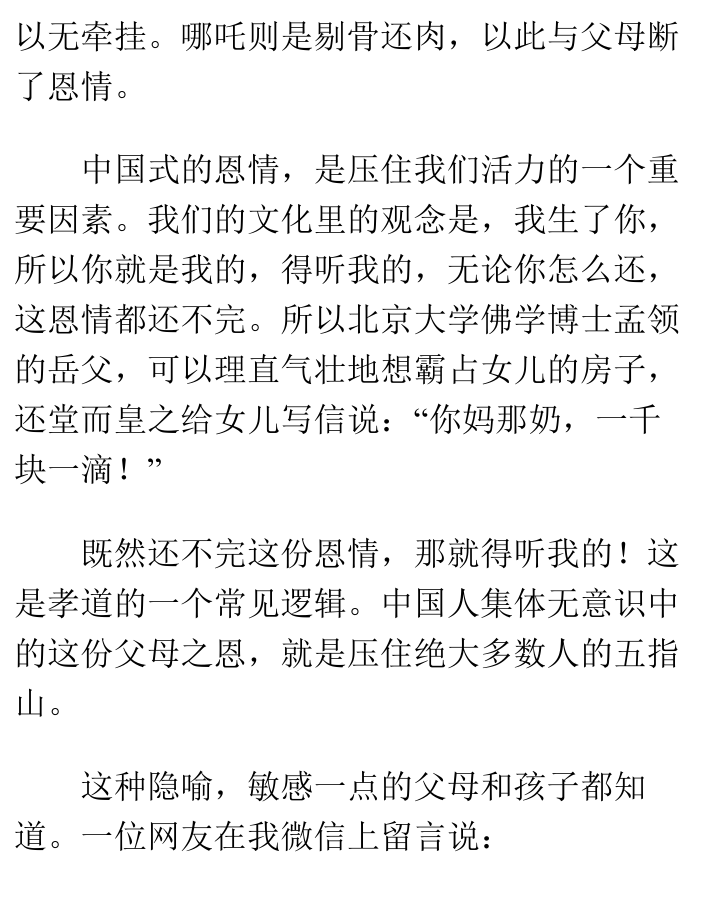 以无牵挂。哪吒则是剔骨还肉，以此与父母断
了恩情。
中国式的恩情，是压住我们活力的一个重
要因素。我们的文化里的观念是，我生了你，
所以你就是我的，得听我的，无论你怎么还，
这恩情都还不完。所以北京大学佛学博士孟领
的岳父，可以理直气壮地想霸占女儿的房子，
还堂而皇之给女儿写信说：“你妈那奶，一千
块一滴！”
既然还不完这份恩情，那就得听我的！这
是孝道的一个常见逻辑。中国人集体无意识中
的这份父母之恩，就是压住绝大多数人的五指
山。
这种隐喻，敏感一点的父母和孩子都知
道。一位网友在我微信上留言说：